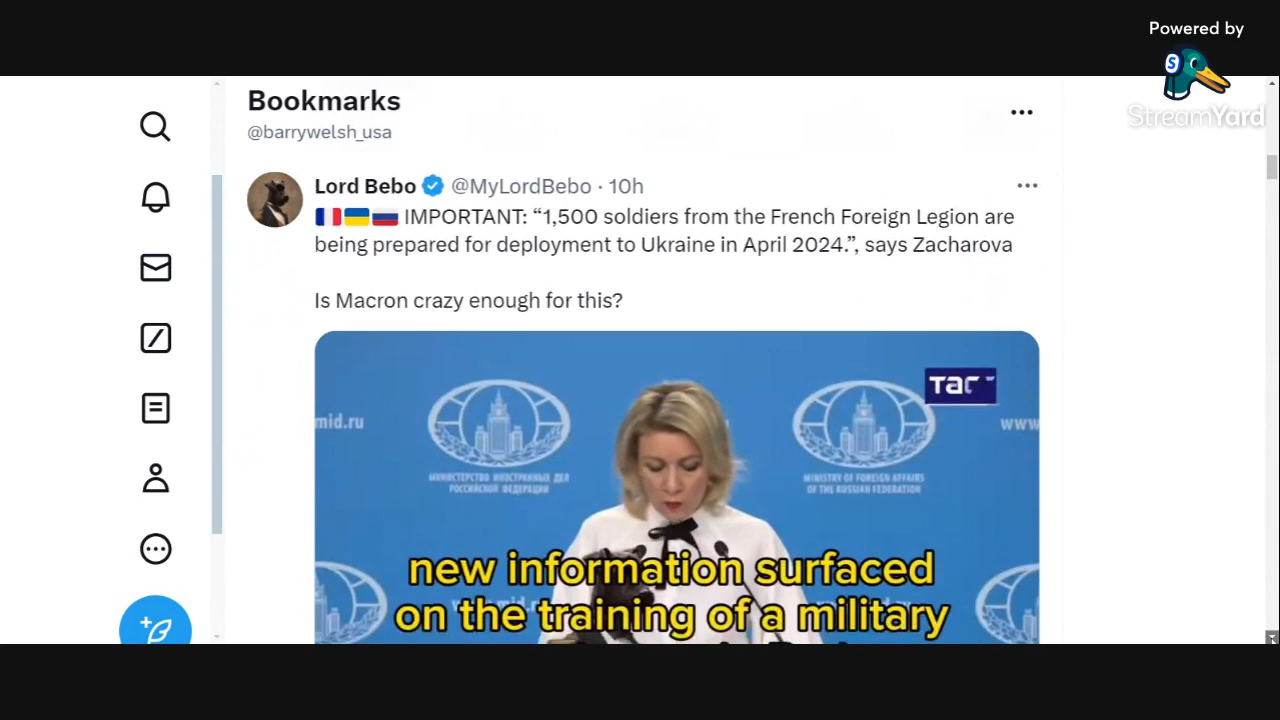 Powered by
StreamYard
Bookmarks
@barrywelsh_usa
Lord Bebo @MyLordBebo · 10h
IMPORTANT: “1,500 soldiers from the French Foreign Legion are
being prepared for deployment to Ukraine in April 2024.”, says Zacharova
Is Macron crazy enough for this?
ТАСС
mid.ru
www
МИНИСТЕРСТВО ИНОСТРАННЫХ ДЕЛ
РОССИЙСКОЙ ФЕДЕРАЦИИ
MINISTRY OF FOREIGN AFFAIRS
OF THE RUSSIAN FEDERATION
new information surfaced
on the training of a military